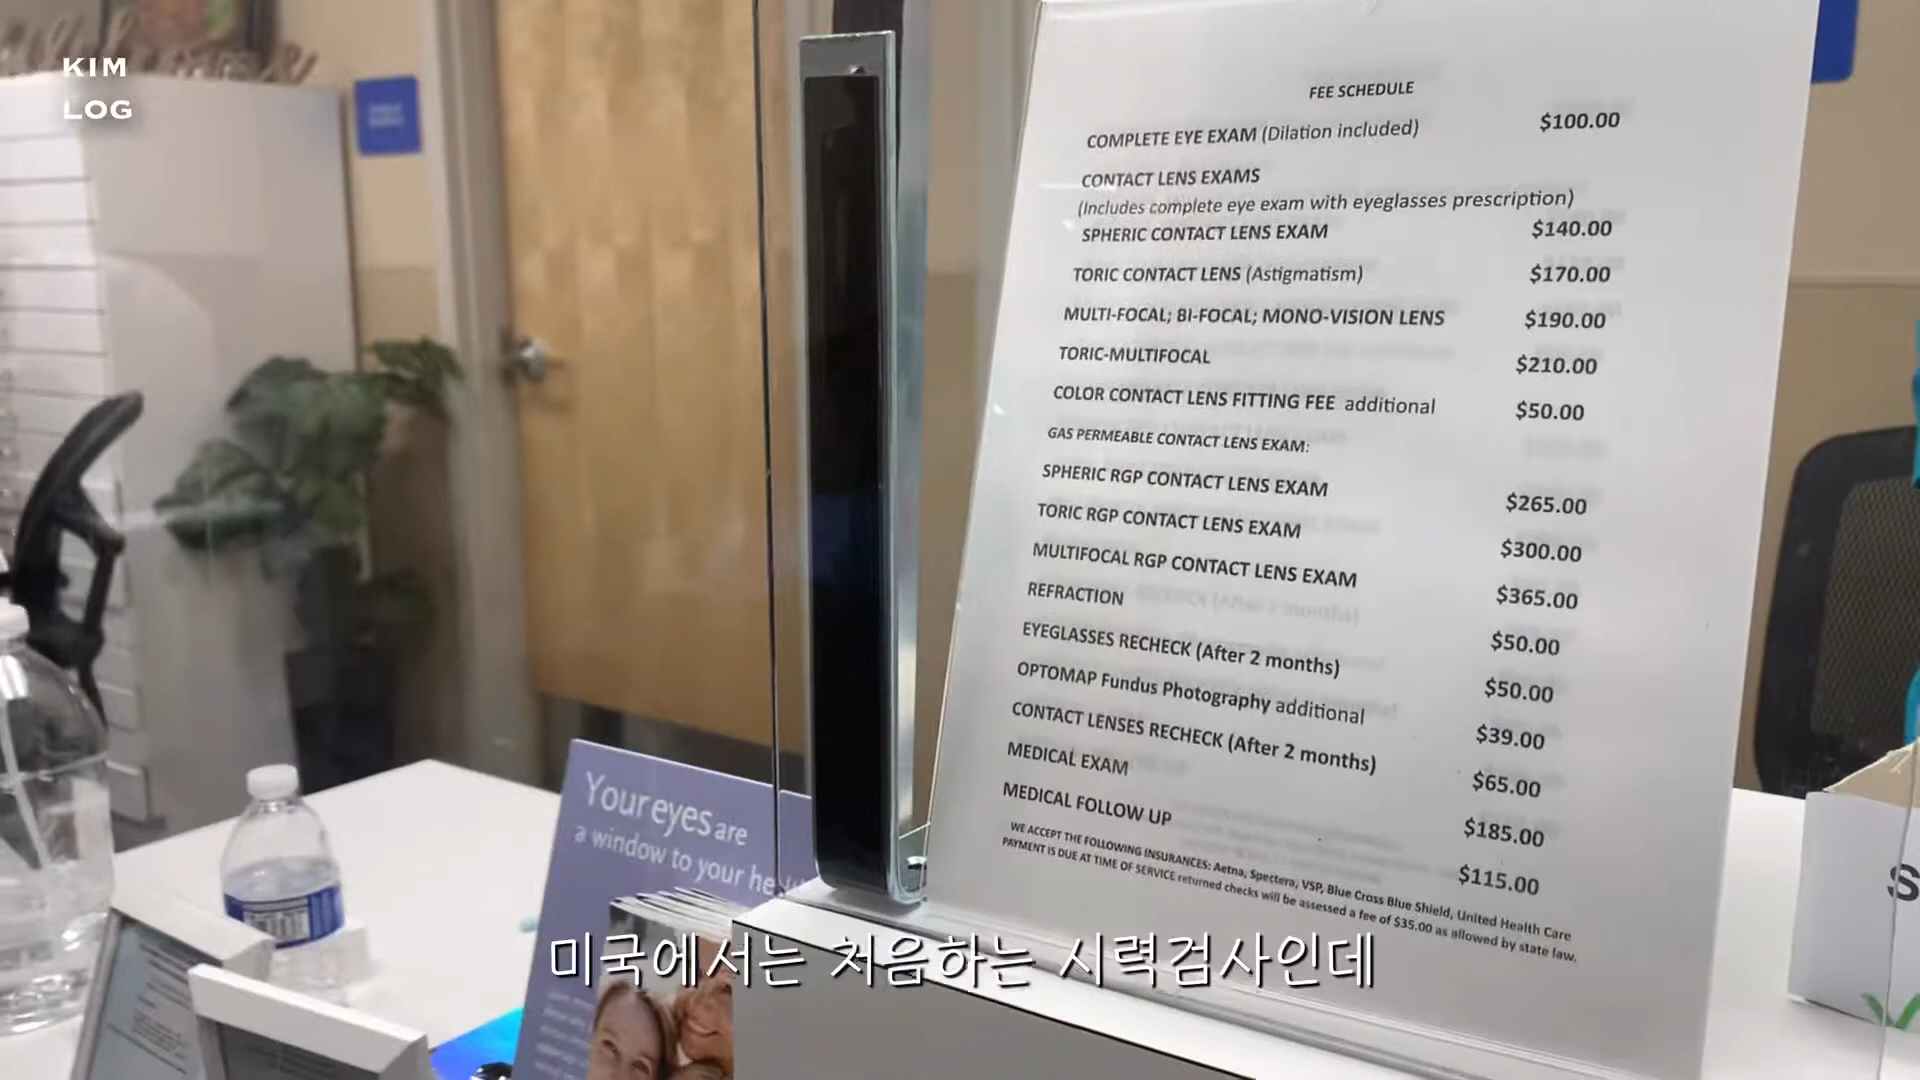 KIM
LOG
FEE SCHEDULE
COMPLETE EYE EXAM (Dilation included) $100.00
CONTACT LENS EXAMS
(Includes complete eye exam with eyeglasses prescription)
SPHERIC CONTACT LENS EXAM $140.00
TORIC CONTACT LENS (Astigmatism) $170.00
MULTI-FOCAL; BI-FOCAL; MONO-VISION LENS $190.00
TORIC-MULTIFOCAL $210.00
COLOR CONTACT LENS FITTING FEE additional $50.00
GAS PERMEABLE CONTACT LENS EXAM:
SPHERIC RGP CONTACT LENS EXAM $265.00
TORIC RGP CONTACT LENS EXAM $300.00
MULTIFOCAL RGP CONTACT LENS EXAM $365.00
REFRACTION $50.00
EYEGLASSES RECHECK (After 2 months) $50.00
OPTOMAP Fundus Photography additional $39.00
CONTACT LENSES RECHECK (After 2 months) $65.00
MEDICAL EXAM $185.00
MEDICAL FOLLOW UP $115.00
WE ACCEPT THE FOLLOWING INSURANCES: Aetna, Spectera, VSP, Blue Cross Blue Shield, United Health Care
PAYMENT IS DUE AT TIME OF SERVICE returned checks will be assessed a fee of $35.00 as allowed by state law.
Your eyes are
a window to your
미국에서는 처음하는 시력검사인데